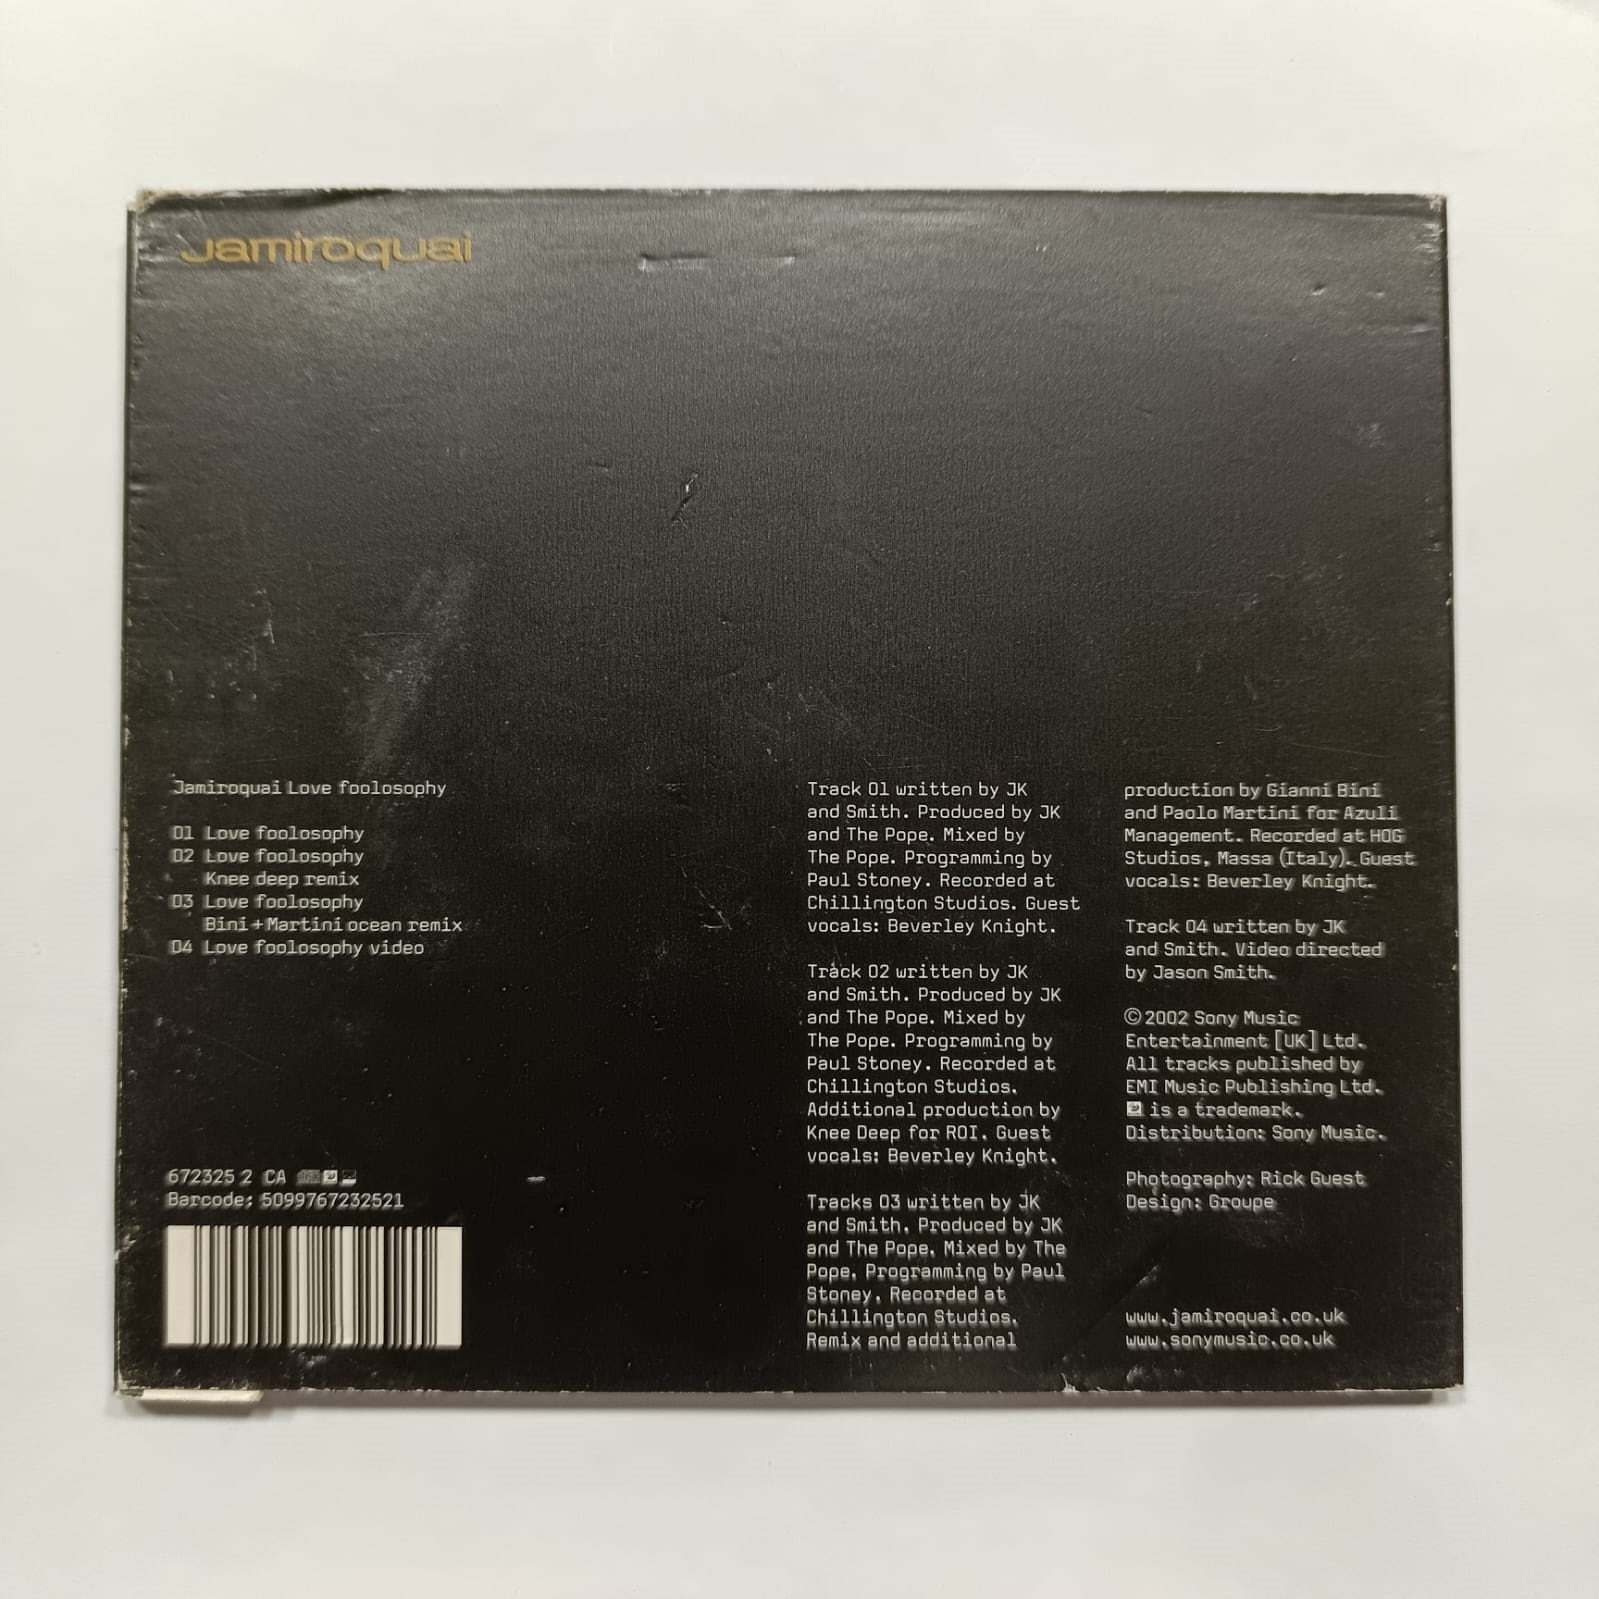 Jamiroquai
Jamiroquai Love foolosophy
01 Love foolosophy
02 Love foolosophy
Knee deep remix
03 Love foolosophy
Bini+Martini ocean remix
04 Love foolosophy video
672325 2 CA
Barcode: 5099767232521
Track 01 written by JK
and Smith. Produced by JK
and The Pope. Mixed by
The Pope. Programming by
Paul Stoney. Recorded at
Chillington Studios. Guest
vocals: Beverley Knight.
Track 02 written by JK
and Smith. Produced by JK
and The Pope. Mixed by
The Pope. Programming by
Paul Stoney. Recorded at
Chillington Studios.
Additional production by
Knee Deep for ROI. Guest
vocals: Beverley Knight.
Tracks 03 written by JK
and Smith. Produced by JK
and The Pope. Mixed by The
Pope. Programming by Paul
Stoney. Recorded at
Chillington Studios.
Remix and additional
production by Gianni Bini
and Paolo Martini for Azuli
Management. Recorded at HOG
Studios, Massa (Italy). Guest
vocals: Beverley Knight.
Track 04 written by JK
and Smith. Video directed
by Jason Smith.
©2002 Sony Music
Entertainment [UK] Ltd.
All tracks published by
EMI Music Publishing Ltd.
is a trademark.
Distribution: Sony Music.
Photography: Rick Guest
Design: Groupe
www.jamiroquai.co.uk
www.sonymusic.co.uk